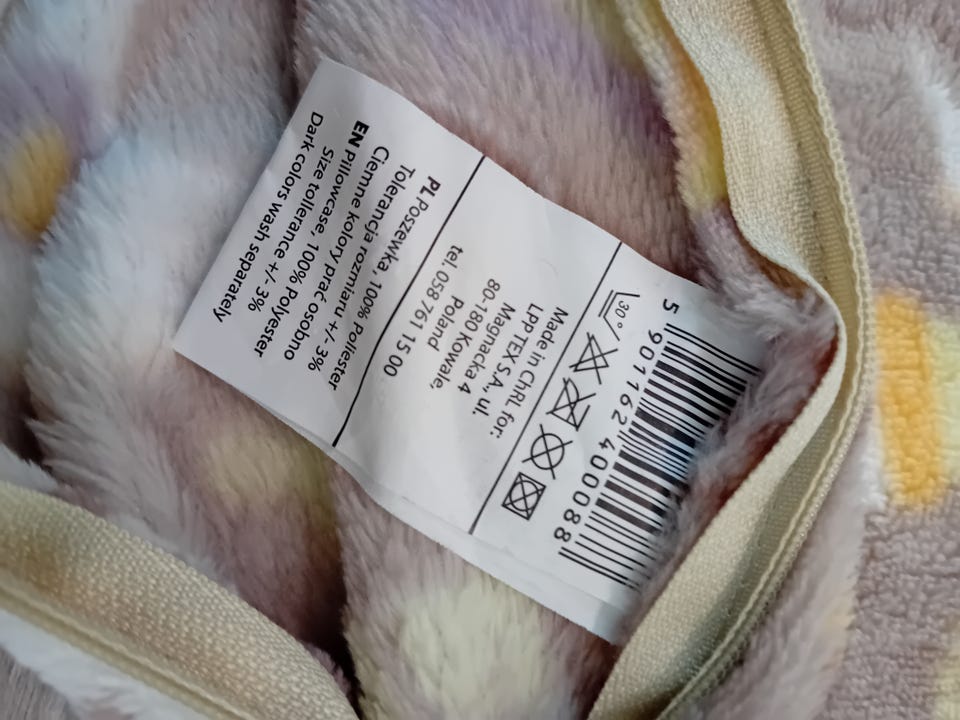 5 901162 400088
30°
Made in ChRL for:
LPP TEX S.A., ul.
Magnacka 4
80-180 Kowale,
Poland
tel. 058 761 15 00
PL Poszewka, 100% Poliester
Tolerancja rozmiaru +/- 3%
Ciemne kolory prać osobno
EN Pillowcase, 100% Polyester
Size tollerance +/- 3%
Dark colors wash separately